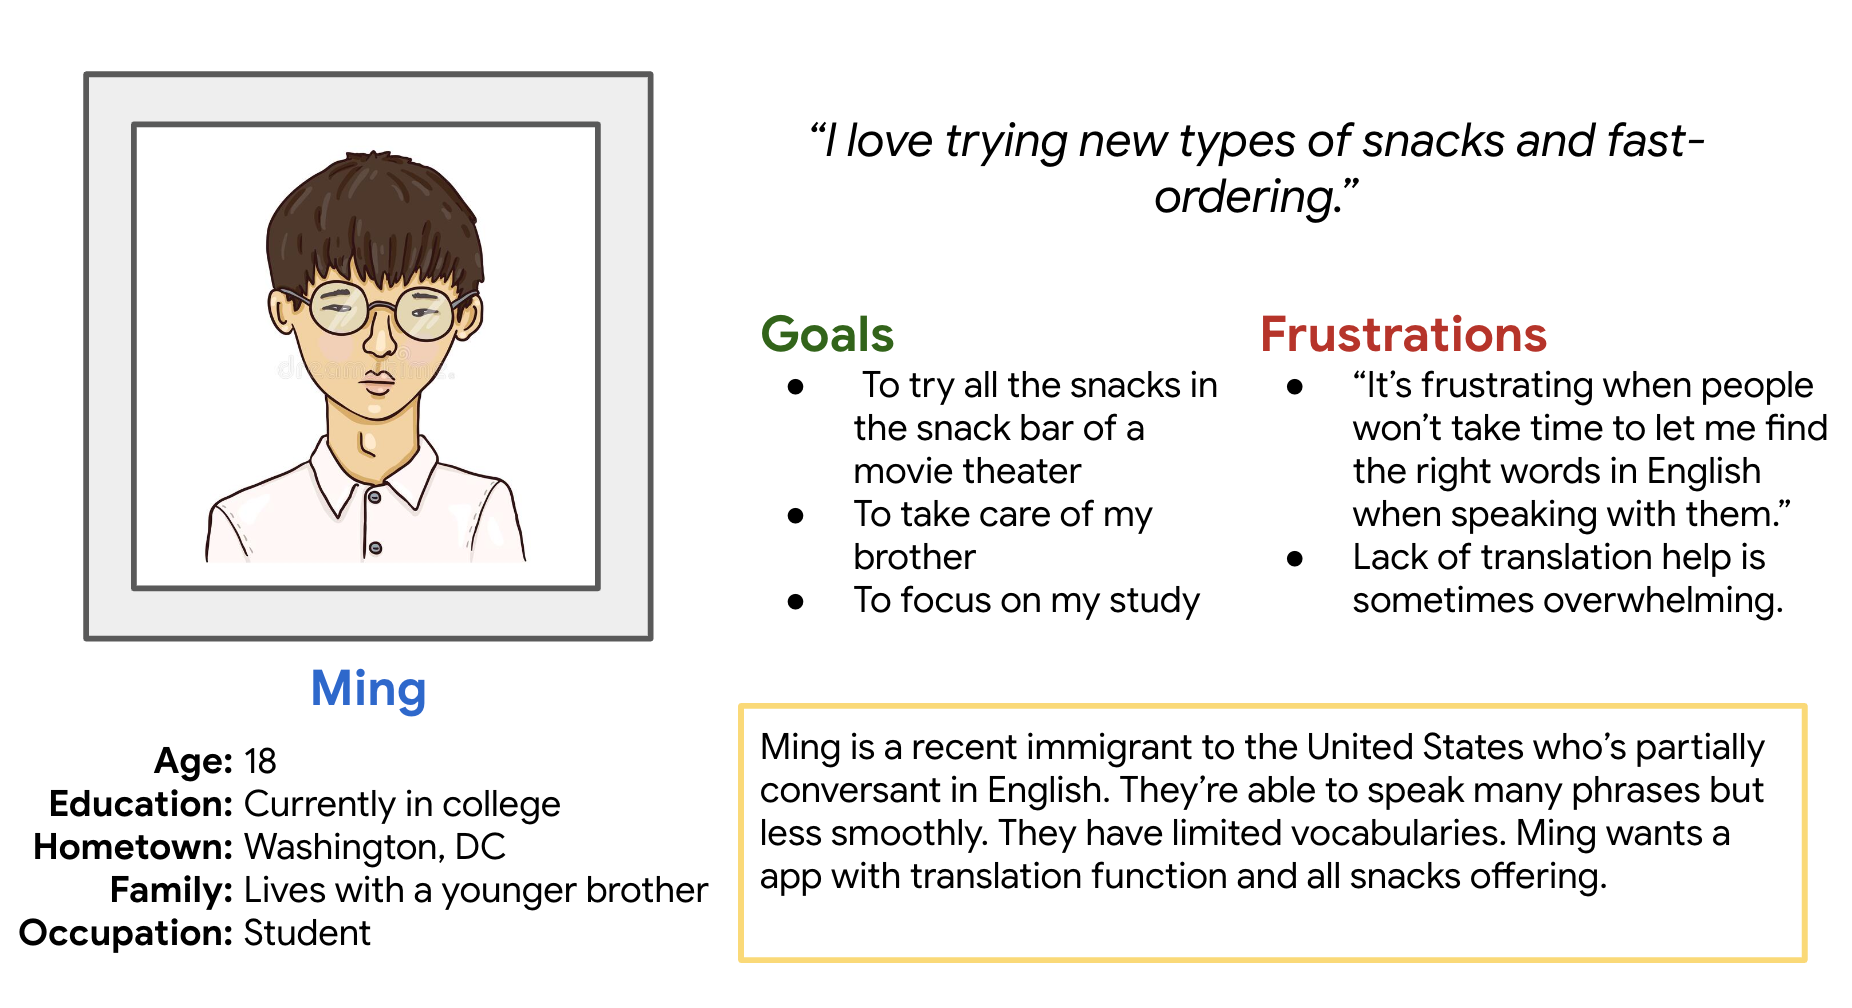 “I love trying new types of snacks and fast-
ordering.”
Goals
● To try all the snacks in
the snack bar of a
movie theater
● To take care of my
brother
● To focus on my study
Frustrations
● “It’s frustrating when people
won’t take time to let me find
the right words in English
when speaking with them.”
● Lack of translation help is
sometimes overwhelming.
Ming
Age: 18
Education: Currently in college
Hometown: Washington, DC
Family: Lives with a younger brother
Occupation: Student
Ming is a recent immigrant to the United States who’s partially
conversant in English. They’re able to speak many phrases but
less smoothly. They have limited vocabularies. Ming wants a
app with translation function and all snacks offering.